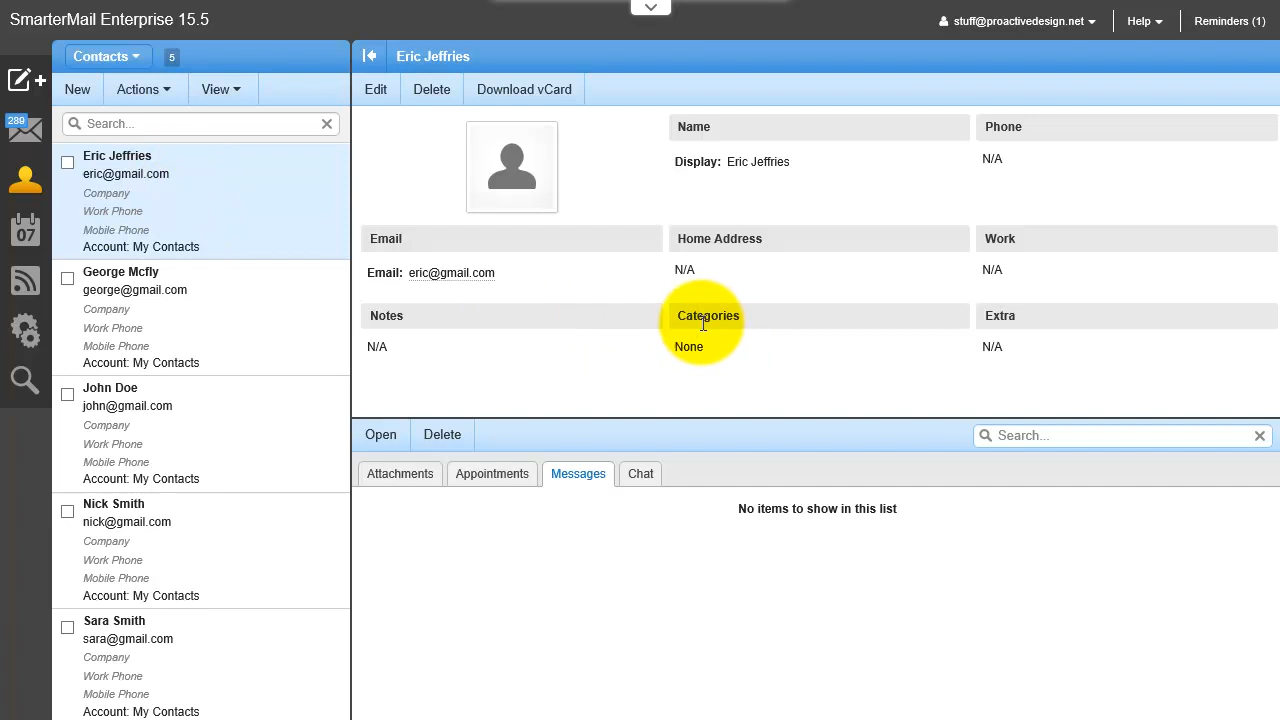 SmarterMail Enterprise 15.5
stuff@proactivedesign.net
Help
Reminders (1)
Contacts
5
Eric Jeffries
New
Actions
View
Edit
Delete
Download vCard
Search...
289
07
Eric Jeffries
eric@gmail.com
Company
Work Phone
Mobile Phone
Account: My Contacts
George Mcfly
george@gmail.com
Company
Work Phone
Mobile Phone
Account: My Contacts
John Doe
john@gmail.com
Company
Work Phone
Mobile Phone
Account: My Contacts
Nick Smith
nick@gmail.com
Company
Work Phone
Mobile Phone
Account: My Contacts
Sara Smith
sara@gmail.com
Company
Work Phone
Mobile Phone
Account: My Contacts
Name
Display: Eric Jeffries
Phone
N/A
Email
Email: eric@gmail.com
Home Address
N/A
Work
N/A
Notes
N/A
Categories
None
Extra
N/A
Open
Delete
Search...
Attachments
Appointments
Messages
Chat
No items to show in this list